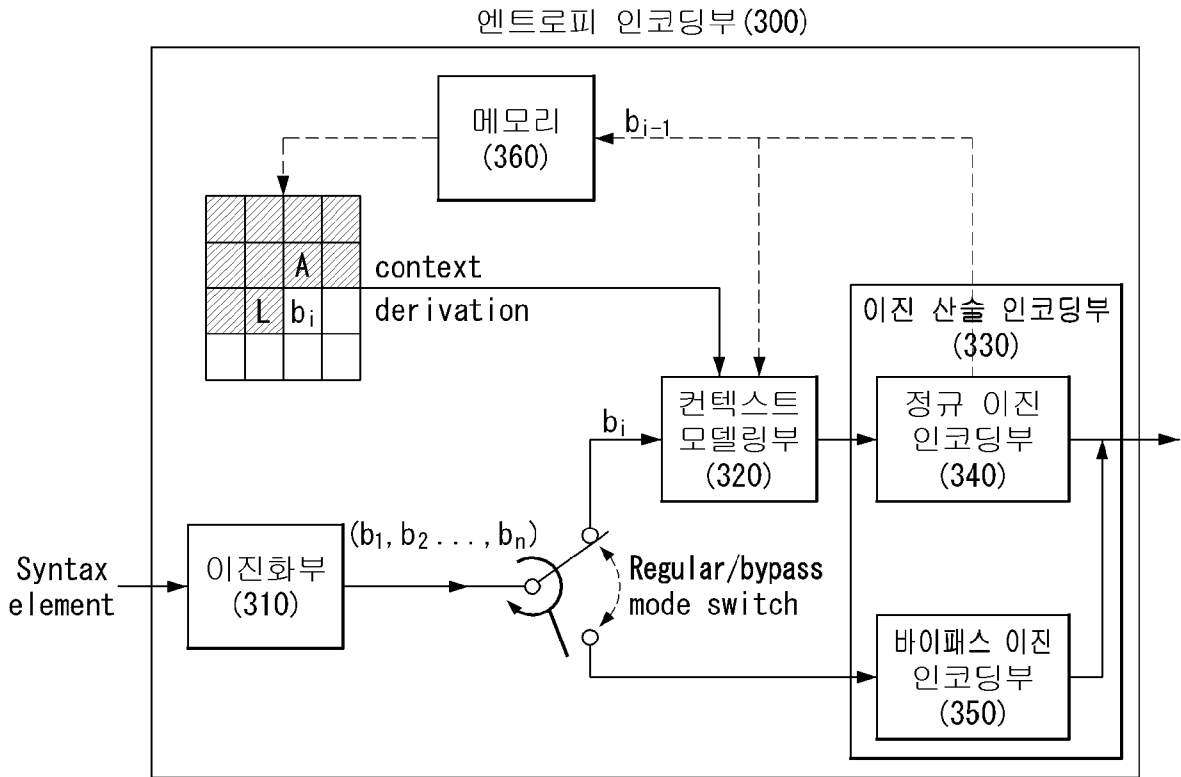 엔트로피 인코딩부(300)
메모리
(360)
b_{i-1}
A
L
b_i
context
derivation
이진 산술 인코딩부
(330)
컨텍스트
모델링부
(320)
정규 이진
인코딩부
(340)
b_i
(b_1, b_2 ..., b_n)
Syntax
element
이진화부
(310)
Regular/bypass
mode switch
바이패스 이진
인코딩부
(350)